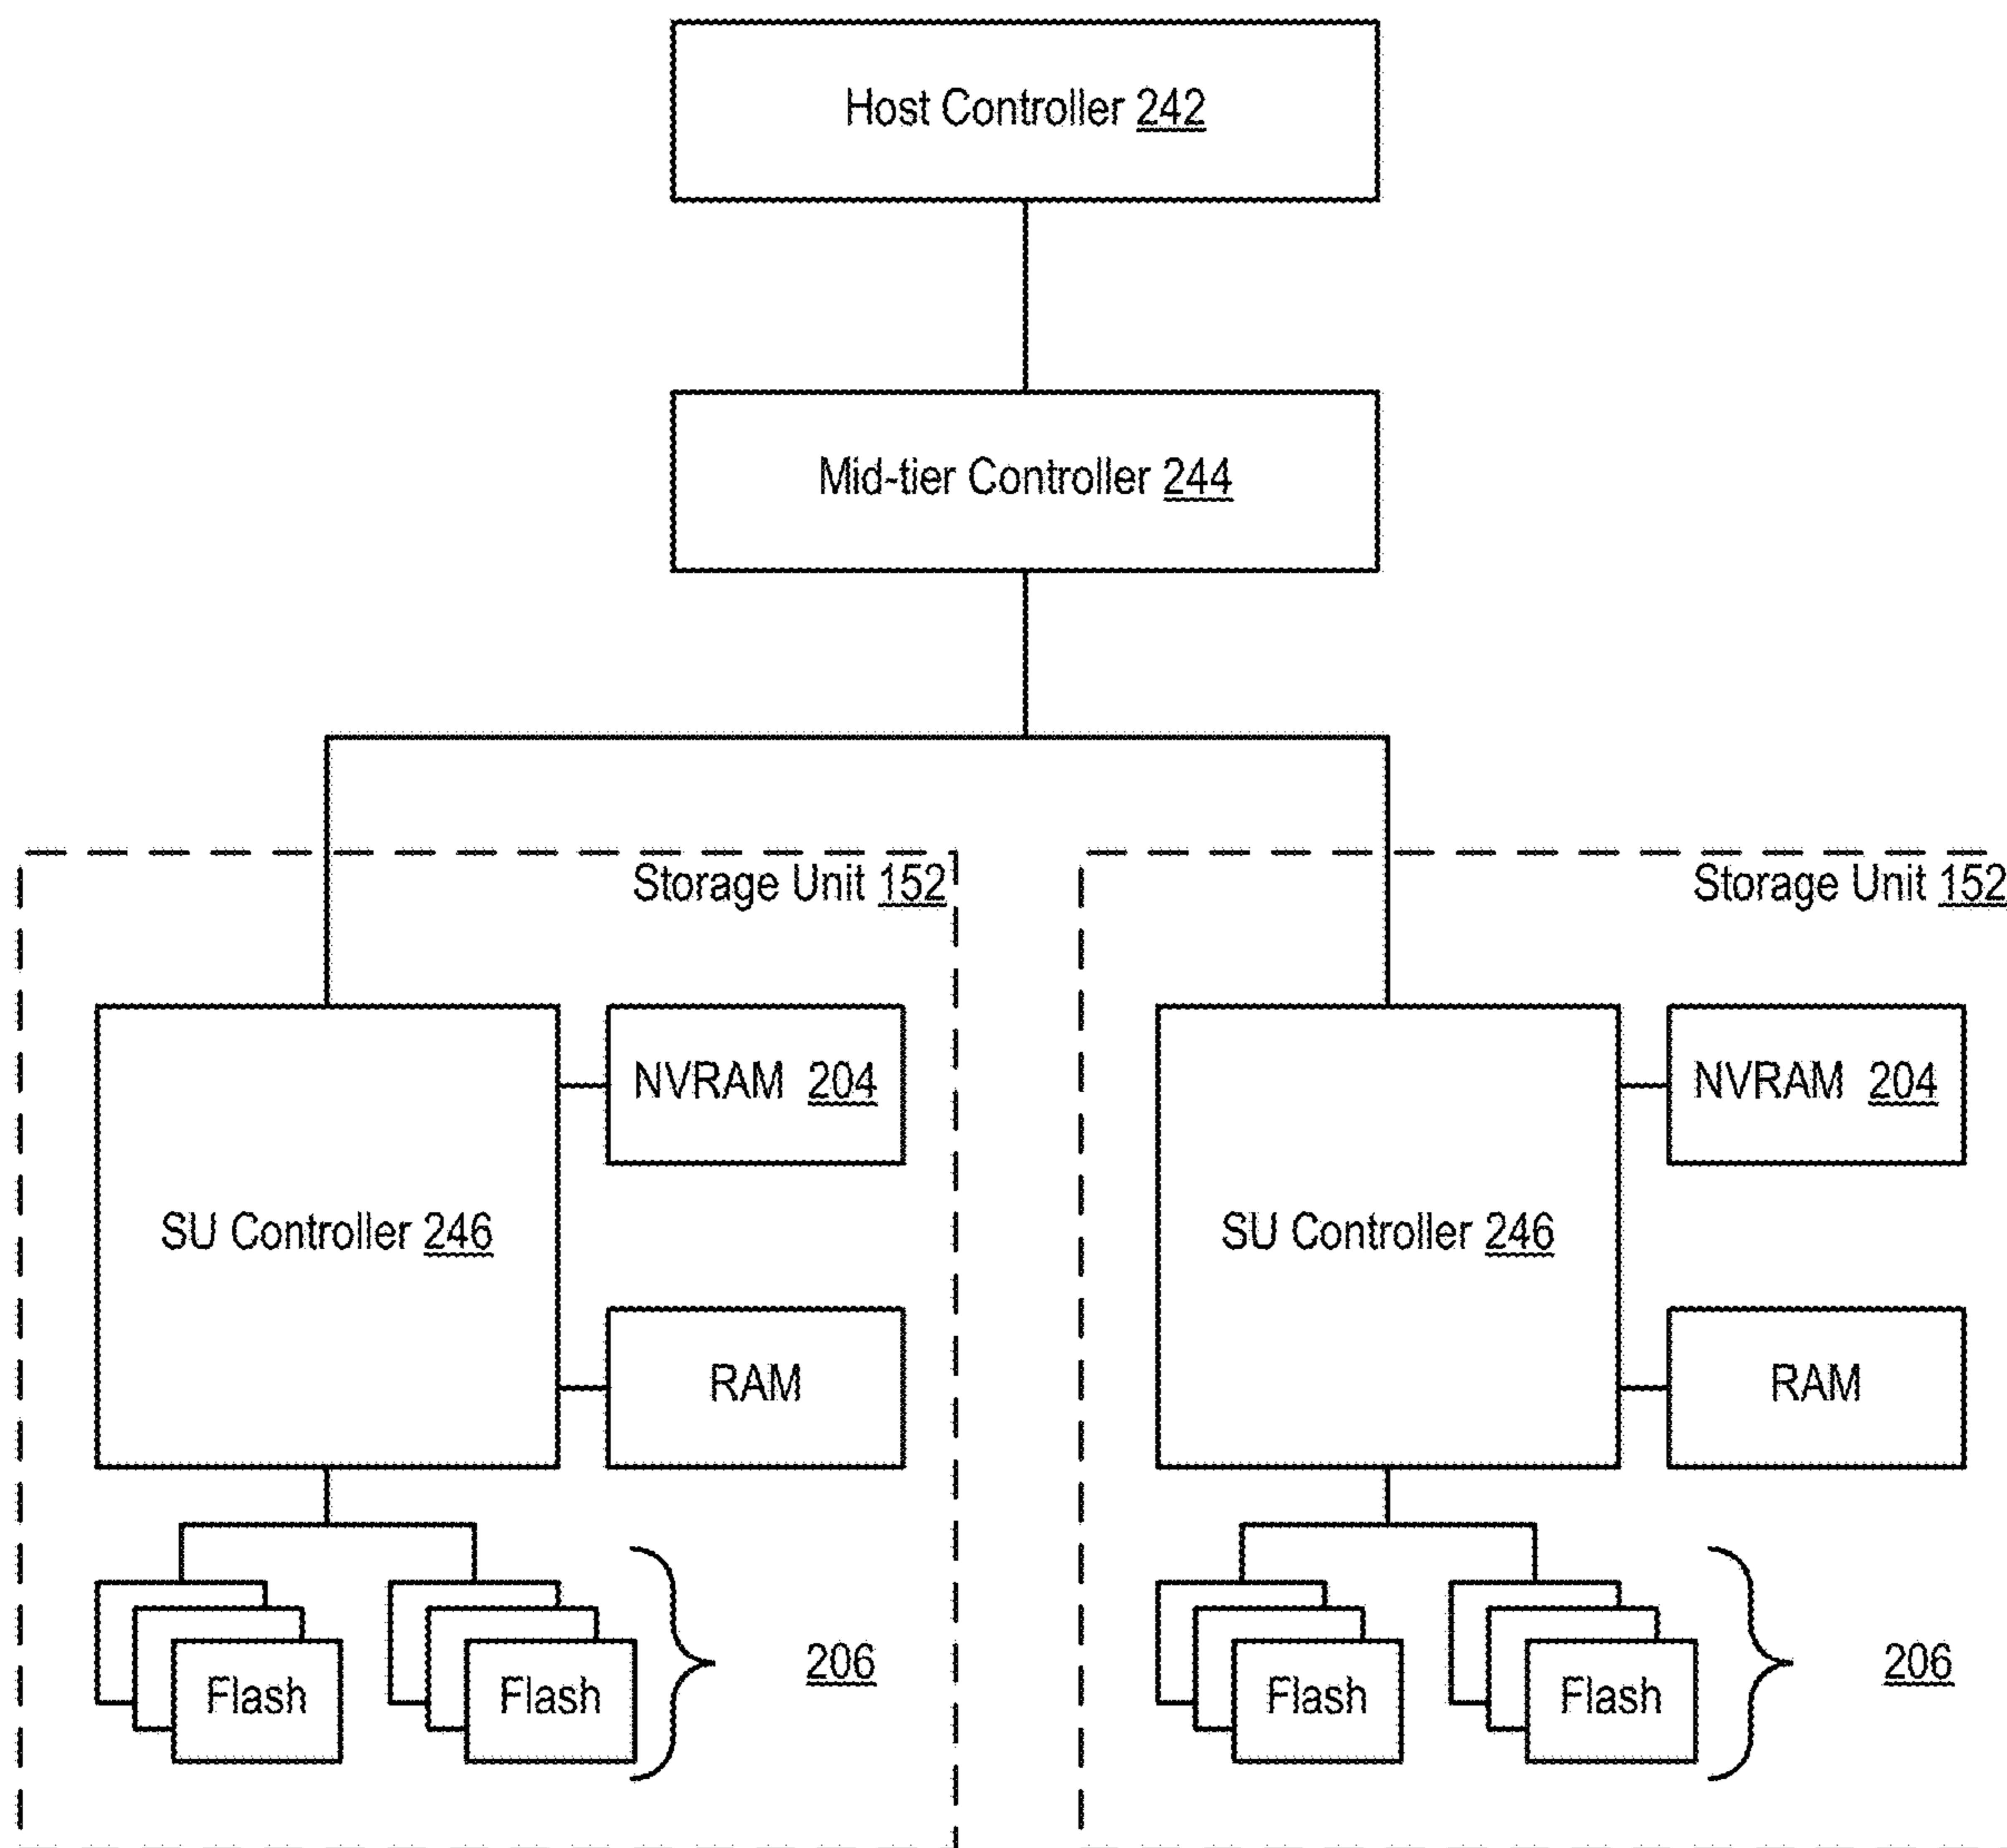 Host Controller 242
Mid-tier Controller 244
Storage Unit 152
Storage Unit 152
NVRAM 204
NVRAM 204
SU Controller 246
SU Controller 246
RAM
RAM
Flash
Flash
206
Flash
Flash
206